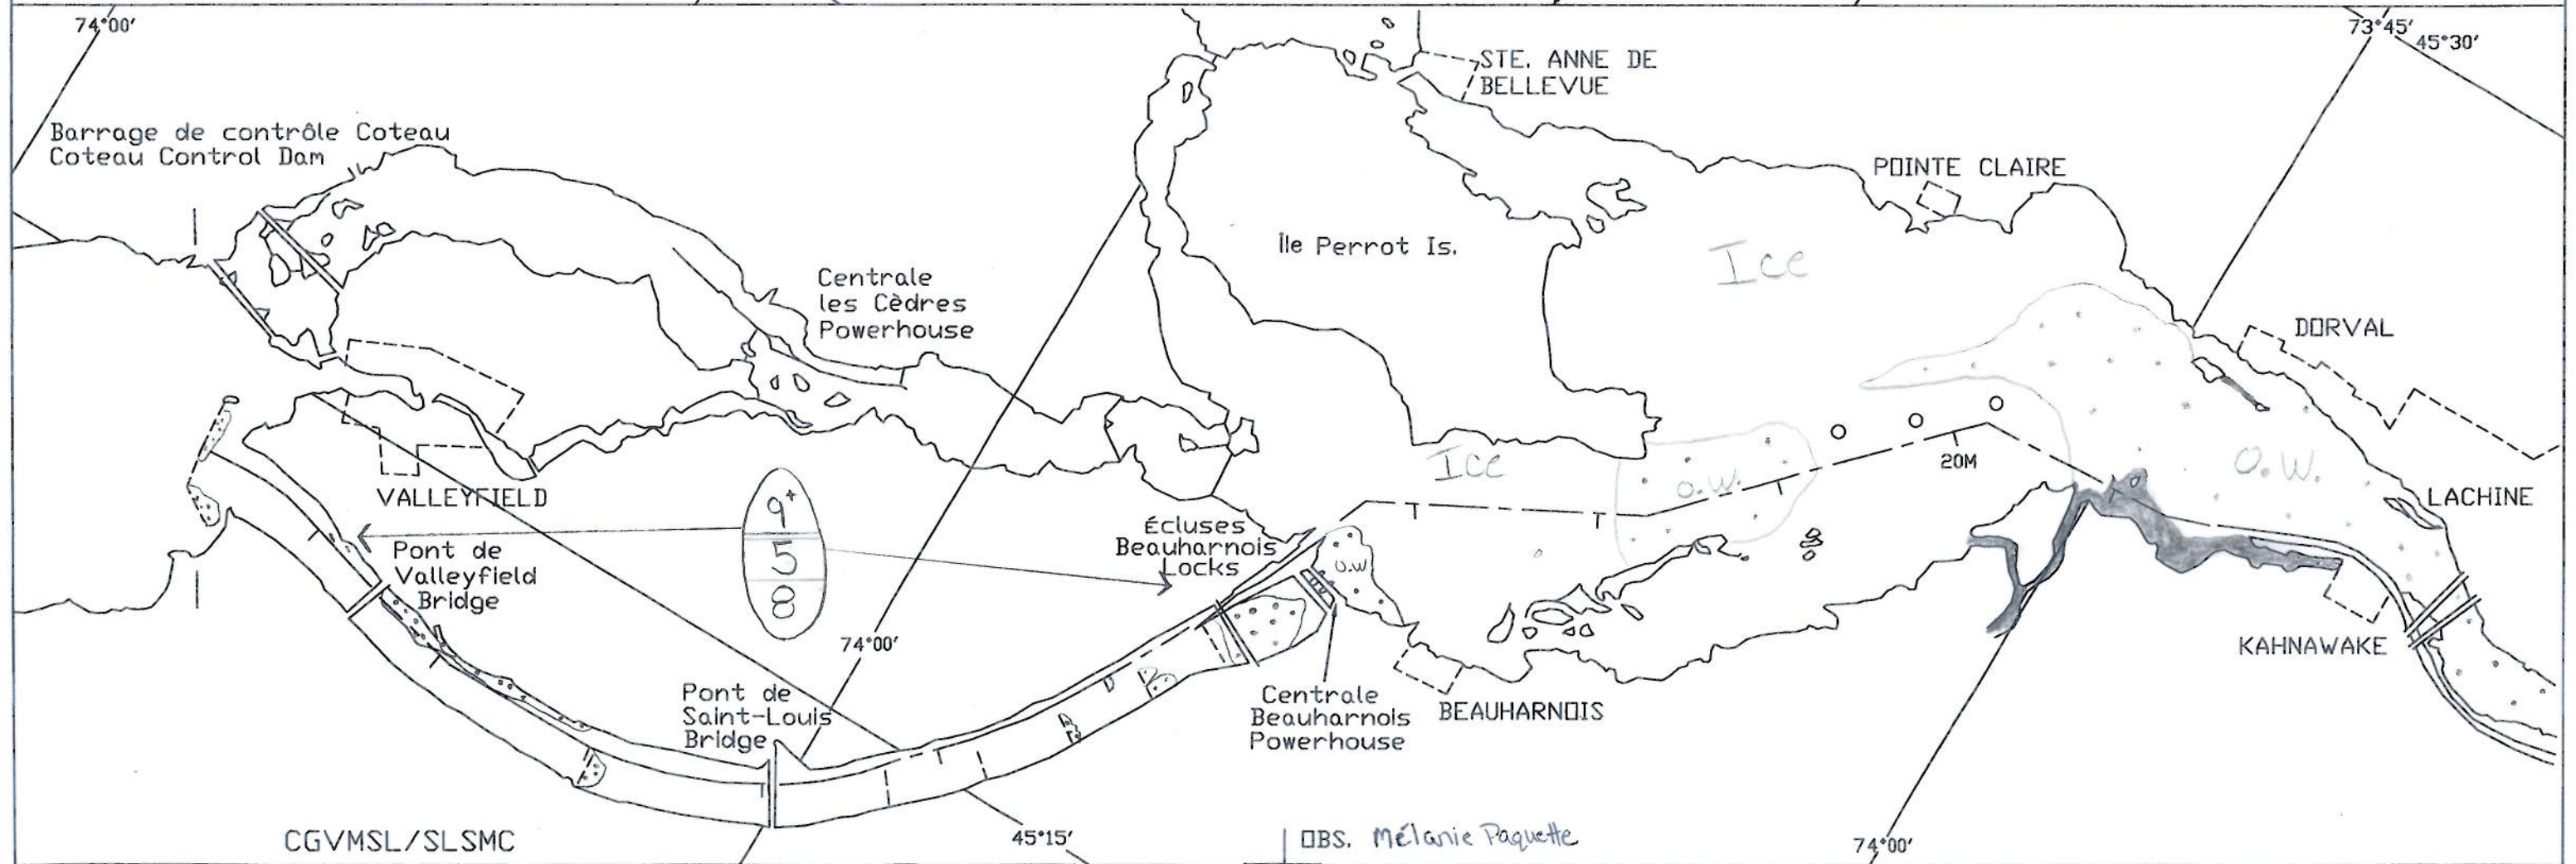 74°00′
73°45′
45°30′
STE. ANNE DE
BELLEVUE
Barrage de contrôle Coteau
Coteau Control Dam
POINTE CLAIRE
Île Perrot Is.
Ice
Centrale
les Cèdres
Powerhouse
DORVAL
Ice
O.W.
20M
O.W.
VALLEYFIELD
9+
5
8
LACHINE
Écluses
Beauharnois
Locks
Pont de
Valleyfield
Bridge
O.W
74°00′
KAHNAWAKE
Pont de
Saint-Louis
Bridge
Centrale
Beauharnois
Powerhouse
BEAUHARNOIS
CGVMSL/SLSMC
45°15′
OBS. Mélanie Paquette
74°00′